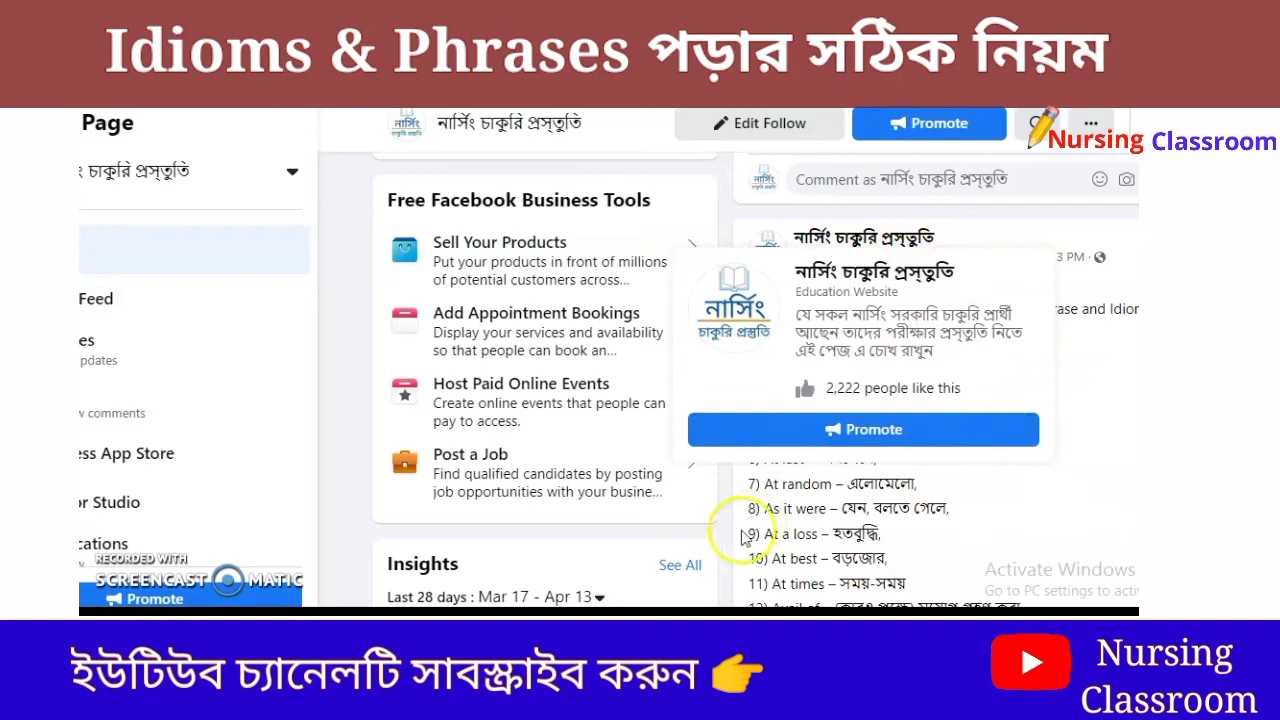 Idioms & Phrases পড়ার সঠিক নিয়ম
Page
নার্সিং চাকুরি প্রস্তুতি
Edit Follow
Promote
Nursing Classroom
চাকুরি প্রস্তুতি
Comment as নার্সিং চাকুরি প্রস্তুতি
Free Facebook Business Tools
Sell Your Products
Put your products in front of millions
of potential customers across...
Add Appointment Bookings
Display your services and availability
so that people can book an...
Host Paid Online Events
Create online events that people can
pay to access.
Post a Job
Find qualified candidates by posting
job opportunities with your busine...
Insights
See All
Last 28 days : Mar 17 - Apr 13
Feed
es
pdates
comments
ess App Store
or Studio
cations
RECORDED WITH
SCREENCAST MATIC
Promote
নার্সিং চাকুরি প্রস্তুতি
3 PM
নার্সিং
চাকুরি প্রস্তুতি
নার্সিং চাকুরি প্রস্তুতি
Education Website
যে সকল নার্সিং সরকারি চাকুরি প্রার্থী
আছেন তাদের পরীক্ষার প্রস্তুতি নিতে
এই পেজ এ চোখ রাখুন
rase and Idior
2,222 people like this
Promote
7) At random – এলোমেলো,
8) As it were – যেন, বলতে গেলে,
9) At a loss – হতবুদ্ধি,
10) At best – বড়জোর,
11) At times – সময়-সময়
Activate Windows
Go to PC settings to acti
ইউটিউব চ্যানেলটি সাবস্ক্রাইব করুন
Nursing
Classroom